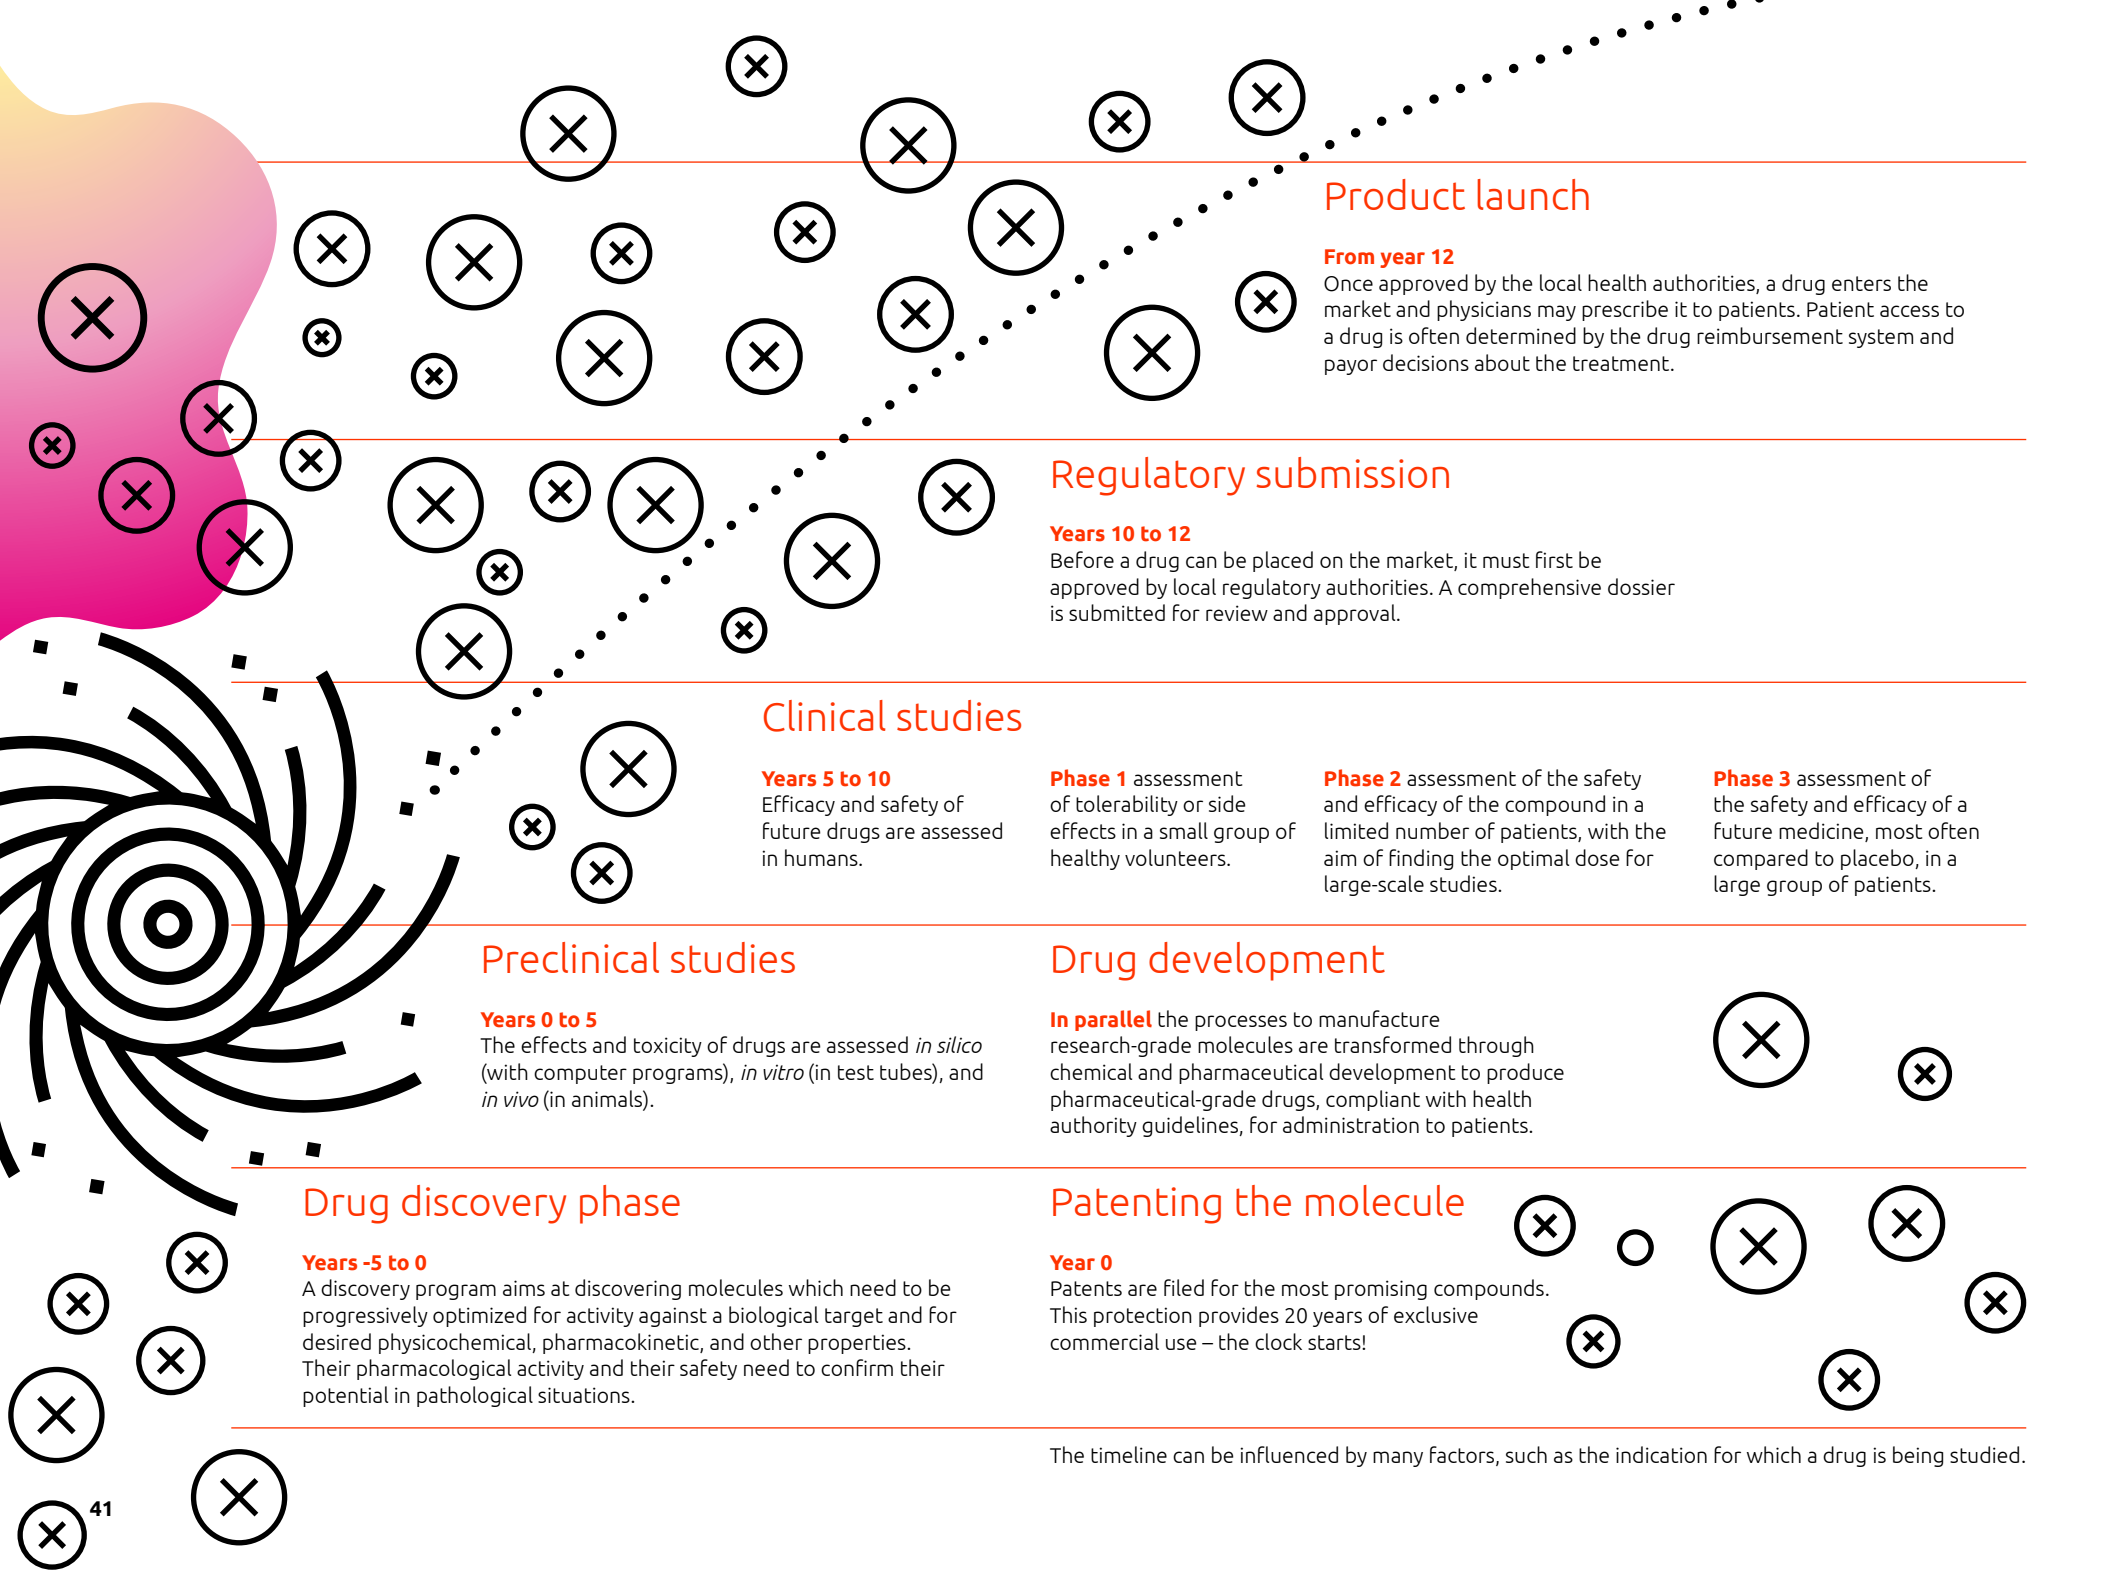 Product launch
From year 12
Once approved by the local health authorities, a drug enters the
market and physicians may prescribe it to patients. Patient access to
a drug is often determined by the drug reimbursement system and
payor decisions about the treatment.
Regulatory submission
Years 10 to 12
Before a drug can be placed on the market, it must first be
approved by local regulatory authorities. A comprehensive dossier
is submitted for review and approval.
Clinical studies
Years 5 to 10
Efficacy and safety of
future drugs are assessed
in humans.
Phase 1 assessment
of tolerability or side
effects in a small group of
healthy volunteers.
Phase 2 assessment of the safety
and efficacy of the compound in a
limited number of patients, with the
aim of finding the optimal dose for
large-scale studies.
Phase 3 assessment of
the safety and efficacy of a
future medicine, most often
compared to placebo, in a
large group of patients.
Preclinical studies
Years 0 to 5
The effects and toxicity of drugs are assessed in silico
(with computer programs), in vitro (in test tubes), and
in vivo (in animals).
Drug development
In parallel the processes to manufacture
research-grade molecules are transformed through
chemical and pharmaceutical development to produce
pharmaceutical-grade drugs, compliant with health
authority guidelines, for administration to patients.
Drug discovery phase
Years -5 to 0
A discovery program aims at discovering molecules which need to be
progressively optimized for activity against a biological target and for
desired physicochemical, pharmacokinetic, and other properties.
Their pharmacological activity and their safety need to confirm their
potential in pathological situations.
Patenting the molecule
Year 0
Patents are filed for the most promising compounds.
This protection provides 20 years of exclusive
commercial use – the clock starts!
The timeline can be influenced by many factors, such as the indication for which a drug is being studied.
41